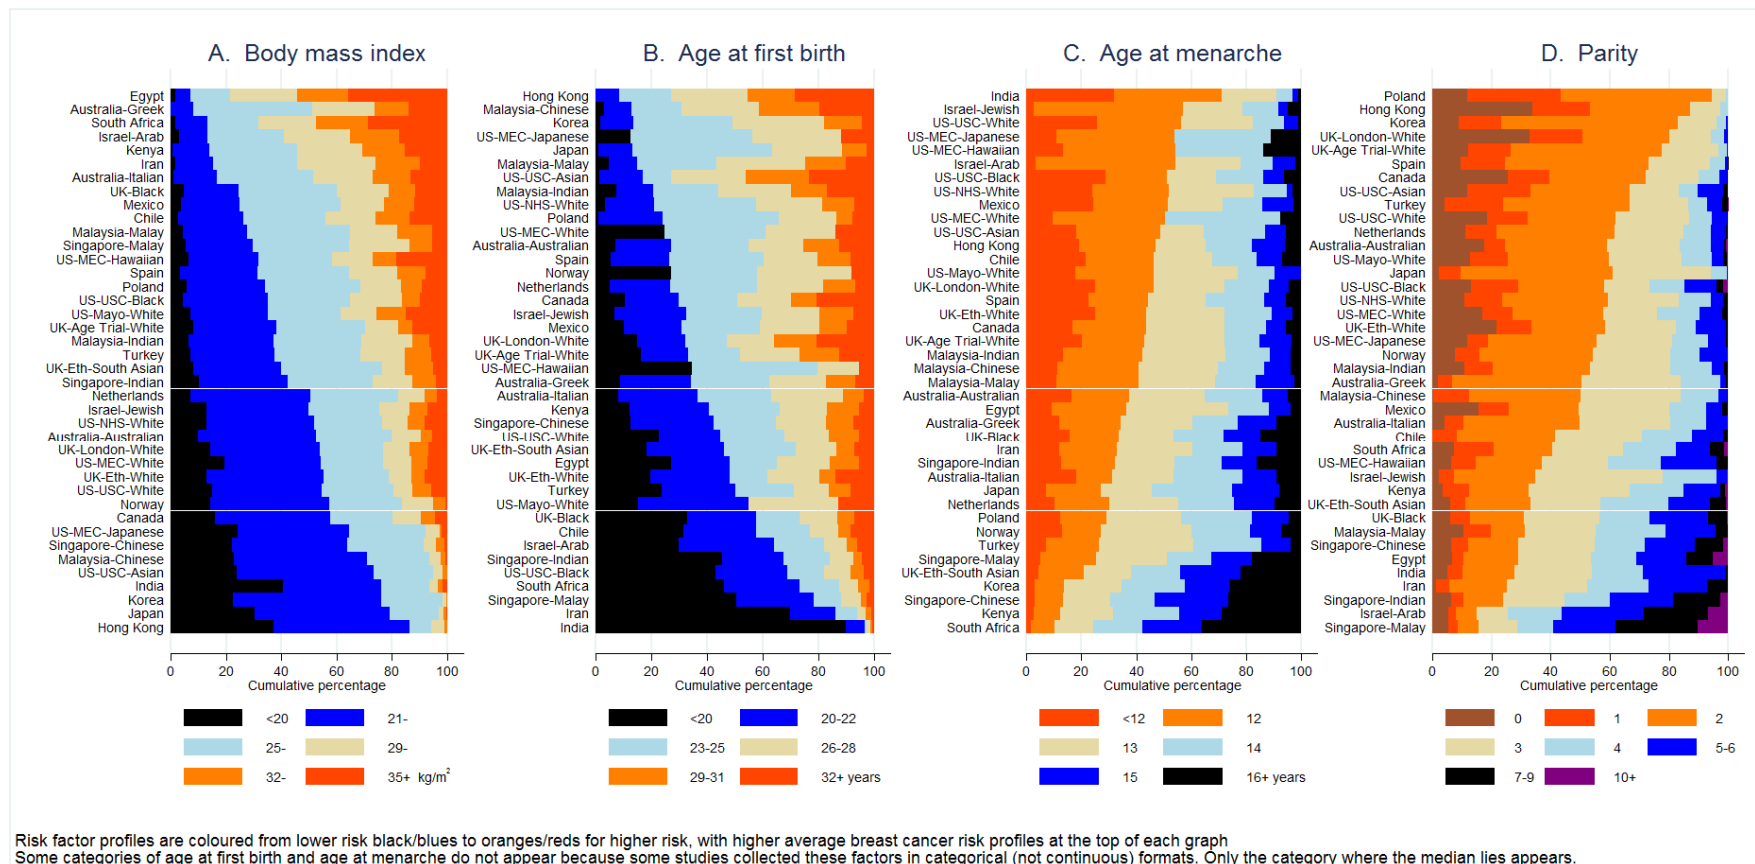 A. Body mass index
Egypt
Australia-Greek
South Africa
Israel-Arab
Kenya
Iran
Australia-Italian
UK-Black
Mexico
Chile
Malaysia-Malay
Singapore-Malay
US-MEC-Hawaiian
Spain
Poland
US-USC-Black
US-Mayo-White
UK-Age Trial-White
Malaysia-Indian
Turkey
UK-Eth-South Asian
Singapore-Indian
Netherlands
Israel-Jewish
US-NHS-White
Australia-Australian
UK-London-White
US-MEC-White
UK-Eth-White
US-USC-White
Norway
Canada
US-MEC-Japanese
Singapore-Chinese
Malaysia-Chinese
US-USC-Asian
India
Korea
Japan
Hong Kong
0 20 40 60 80 100
Cumulative percentage
<20 21-
25- 29-
32- 35+ kg/m²
B. Age at first birth
Hong Kong
Malaysia-Chinese
Korea
US-MEC-Japanese
Japan
Malaysia-Malay
US-USC-Asian
Malaysia-Indian
US-NHS-White
Poland
US-MEC-White
Australia-Australian
Spain
Norway
Netherlands
Canada
Israel-Jewish
Mexico
UK-London-White
UK-Age Trial-White
US-MEC-Hawaiian
Australia-Greek
Australia-Italian
Kenya
Singapore-Chinese
US-USC-White
UK-Eth-South Asian
Egypt
UK-Eth-White
Turkey
US-Mayo-White
UK-Black
Chile
Israel-Arab
Singapore-Indian
US-USC-Black
South Africa
Singapore-Malay
Iran
India
0 20 40 60 80 100
Cumulative percentage
<20 20-22
23-25 26-28
29-31 32+ years
C. Age at menarche
India
Israel-Jewish
US-USC-White
US-MEC-Japanese
US-MEC-Hawaiian
Israel-Arab
US-USC-Black
US-NHS-White
Mexico
US-MEC-White
US-USC-Asian
Hong Kong
Chile
US-Mayo-White
UK-London-White
Spain
UK-Eth-White
Canada
UK-Age Trial-White
Malaysia-Indian
Malaysia-Chinese
Malaysia-Malay
Australia-Australian
Egypt
Australia-Greek
UK-Black
Iran
Singapore-Indian
Australia-Italian
Japan
Netherlands
Poland
Norway
Turkey
Singapore-Malay
UK-Eth-South Asian
Korea
Singapore-Chinese
Kenya
South Africa
0 20 40 60 80 100
Cumulative percentage
<12 12
13 14
15 16+ years
D. Parity
Poland
Hong Kong
Korea
UK-London-White
UK-Age Trial-White
Spain
Canada
US-USC-Asian
Turkey
US-USC-White
Netherlands
Australia-Australian
US-Mayo-White
Japan
US-USC-Black
US-NHS-White
US-MEC-White
UK-Eth-White
US-MEC-Japanese
Norway
Malaysia-Indian
Australia-Greek
Malaysia-Chinese
Mexico
Australia-Italian
Chile
South Africa
US-MEC-Hawaiian
Israel-Jewish
Kenya
UK-Eth-South Asian
UK-Black
Malaysia-Malay
Singapore-Chinese
Egypt
India
Iran
Singapore-Indian
Israel-Arab
Singapore-Malay
0 20 40 60 80 100
Cumulative percentage
0 1 2
3 4 5-6
7-9 10+
Risk factor profiles are coloured from lower risk black/blues to oranges/reds for higher risk, with higher average breast cancer risk profiles at the top of each graph
Some categories of age at first birth and age at menarche do not appear because some studies collected these factors in categorical (not continuous) formats. Only the category where the median lies appears.